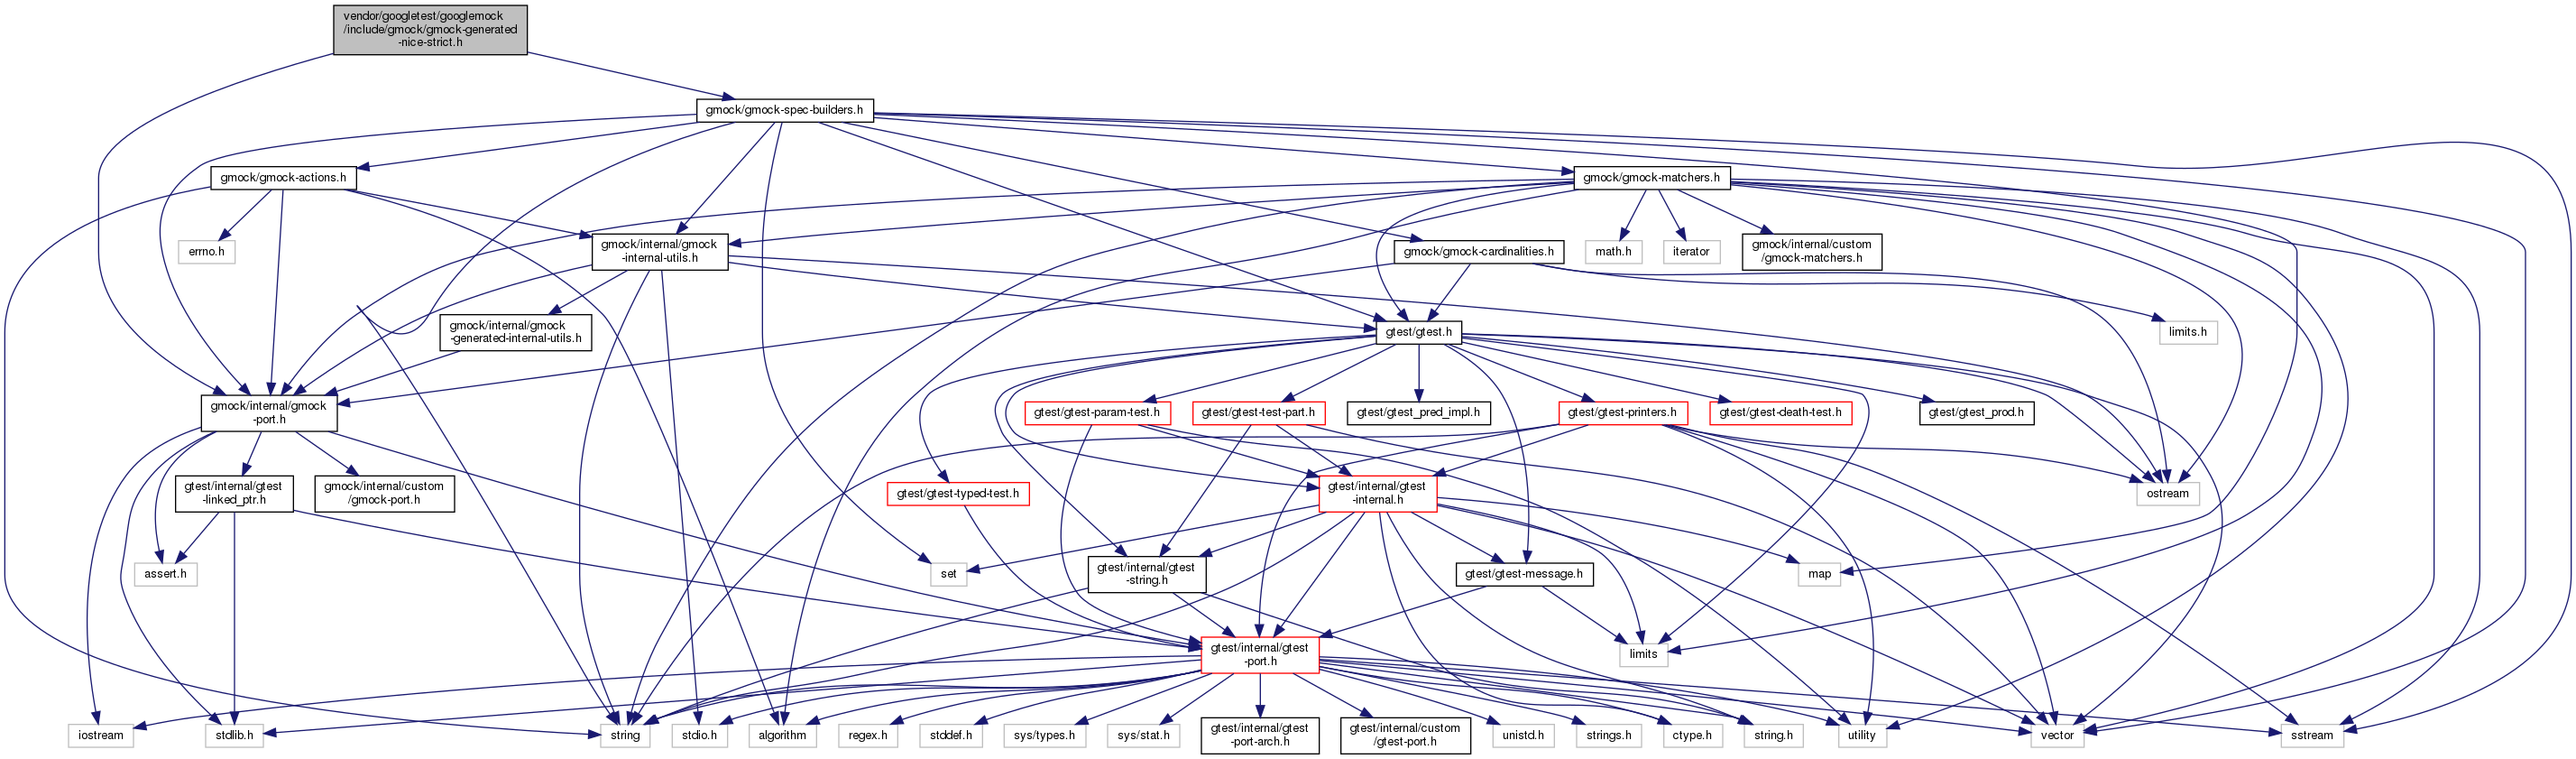 vendor/googletest/googlemock
/include/gmock/gmock-generated
-nice-strict.h
gmock/gmock-spec-builders.h
gmock/gmock-actions.h
gmock/gmock-matchers.h
errno.h
gmock/internal/gmock
-internal-utils.h
gmock/gmock-cardinalities.h
math.h
iterator
gmock/internal/custom
/gmock-matchers.h
gmock/internal/gmock
-generated-internal-utils.h
gtest/gtest.h
limits.h
gmock/internal/gmock
-port.h
gtest/gtest-param-test.h
gtest/gtest-test-part.h
gtest/gtest_pred_impl.h
gtest/gtest-printers.h
gtest/gtest-death-test.h
gtest/gtest_prod.h
gtest/internal/gtest
-linked_ptr.h
gmock/internal/custom
/gmock-port.h
gtest/gtest-typed-test.h
gtest/internal/gtest
-internal.h
ostream
assert.h
set
gtest/internal/gtest
-string.h
gtest/gtest-message.h
map
gtest/internal/gtest
-port.h
limits
iostream
stdlib.h
string
stdio.h
algorithm
regex.h
stddef.h
sys/types.h
sys/stat.h
gtest/internal/gtest
-port-arch.h
gtest/internal/custom
/gtest-port.h
unistd.h
strings.h
ctype.h
string.h
utility
vector
sstream